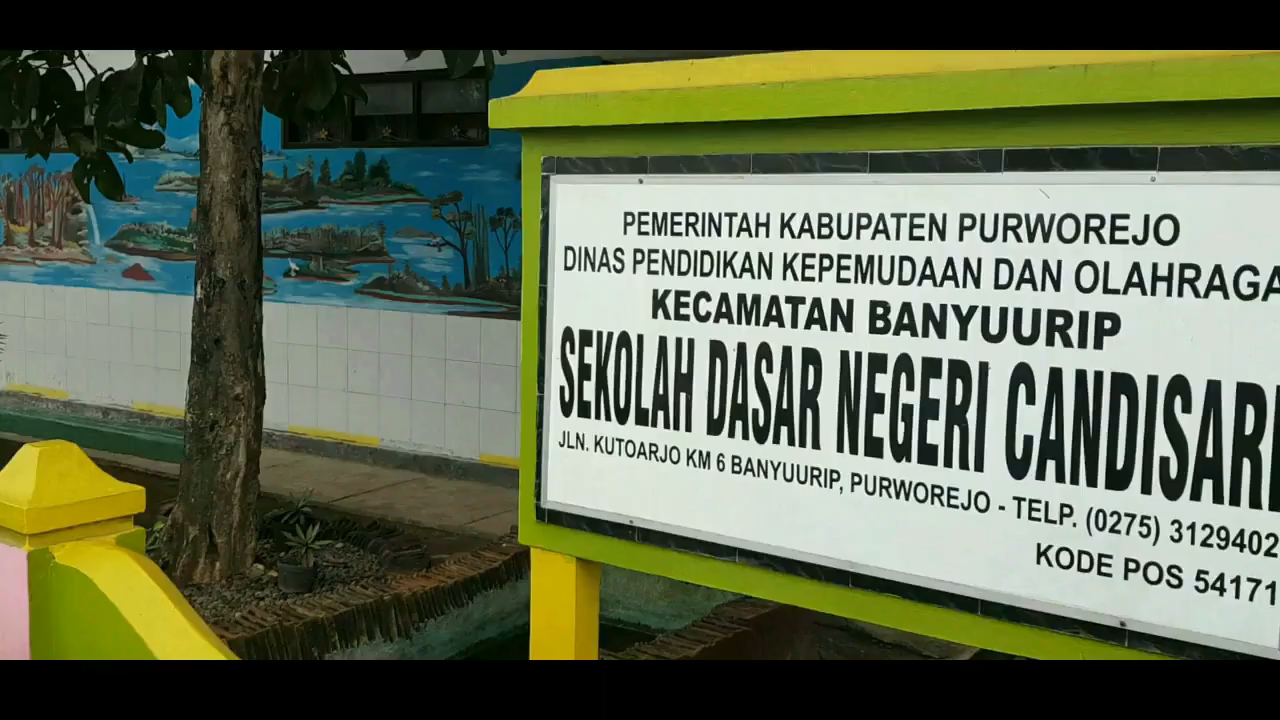 PEMERINTAH KABUPATEN PURWOREJO
DINAS PENDIDIKAN KEPEMUDAAN DAN OLAHRAGA
KECAMATAN BANYUURIP
SEKOLAH DASAR NEGERI CANDISARI
JLN. KUTOARJO KM 6 BANYUURIP, PURWOREJO - TELP. (0275) 3129402
KODE POS 54171